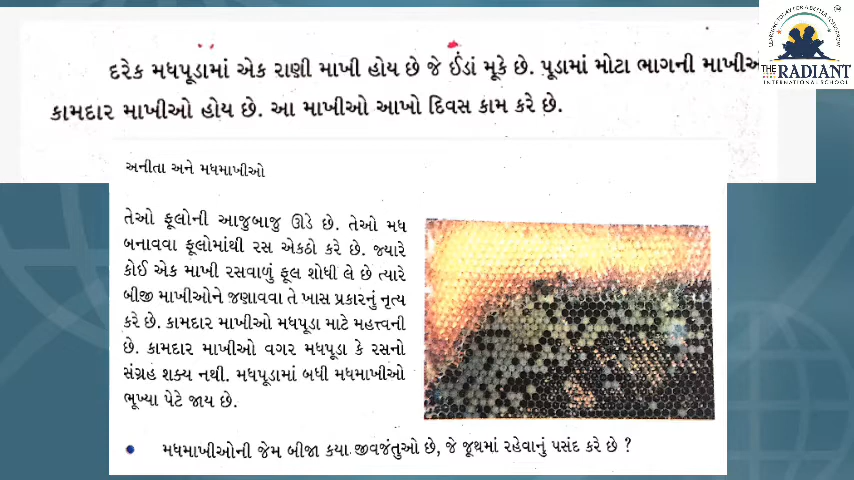 દરેક મધપૂડામાં એક રાણી માખી હોય છે જે ઈંડાં મૂકે છે. પૂડામાં મોટા ભાગની
કામદાર માખીઓ હોય છે. આ માખીઓ આખો દિવસ કામ કરે છે.
THE RADIANT
INTERNATIONAL SCHOOL
અનીતા અને મધમાખીઓ
તેઓ ફૂલોની આજુબાજુ ઊડે છે. તેઓ મધ
બનાવવા ફૂલોમાંથી રસ એકઠો કરે છે. જ્યારે
કોઈ એક માખી રસવાળું ફૂલ શોધી લે છે ત્યારે
બીજી માખીઓને જણાવવા તે ખાસ પ્રકારનું નૃત્ય
કરે છે. કામદાર માખીઓ મધપૂડા માટે મહત્ત્વની
છે. કામદાર માખીઓ વગર મધપૂડા કે રસનો
સંગ્રહ શક્ય નથી. મધપૂડામાં બધી મધમાખીઓ
ભૂખ્યા પેટે જાય છે.
મધમાખીઓની જેમ બીજા કયા જીવજંતુઓ છે, જે જૂથમાં રહેવાનું પસંદ કરે છે ?